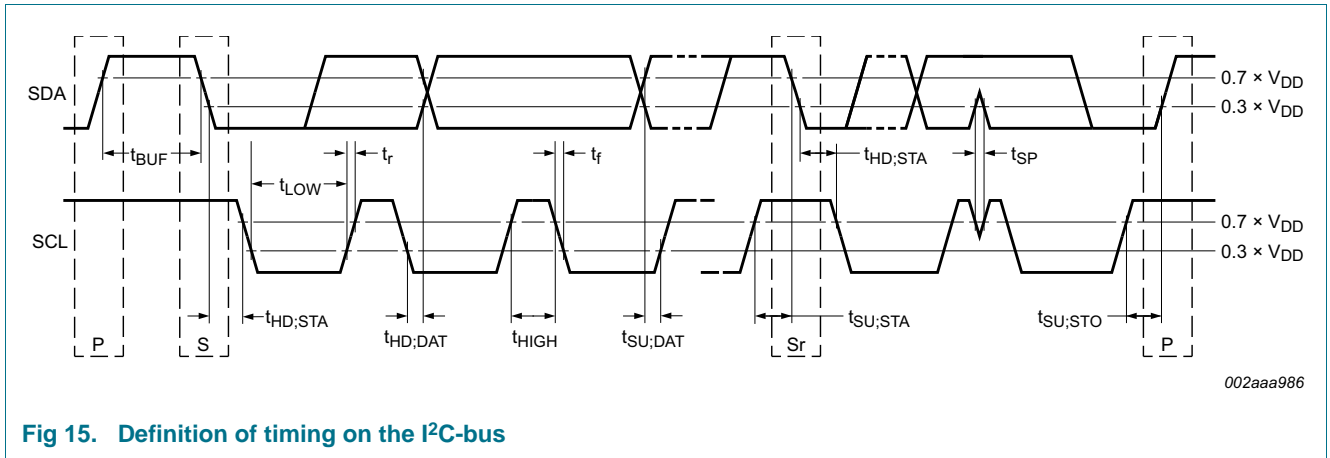 SDA
0.7 × VDD
0.3 × VDD
tBUF
tr
tf
tHD;STA
tSP
tLOW
SCL
0.7 × VDD
0.3 × VDD
tHD;STA
tHD;DAT
tHIGH
tSU;DAT
tSU;STA
tSU;STO
P
S
Sr
P
002aaa986
Fig 15. Definition of timing on the I²C-bus